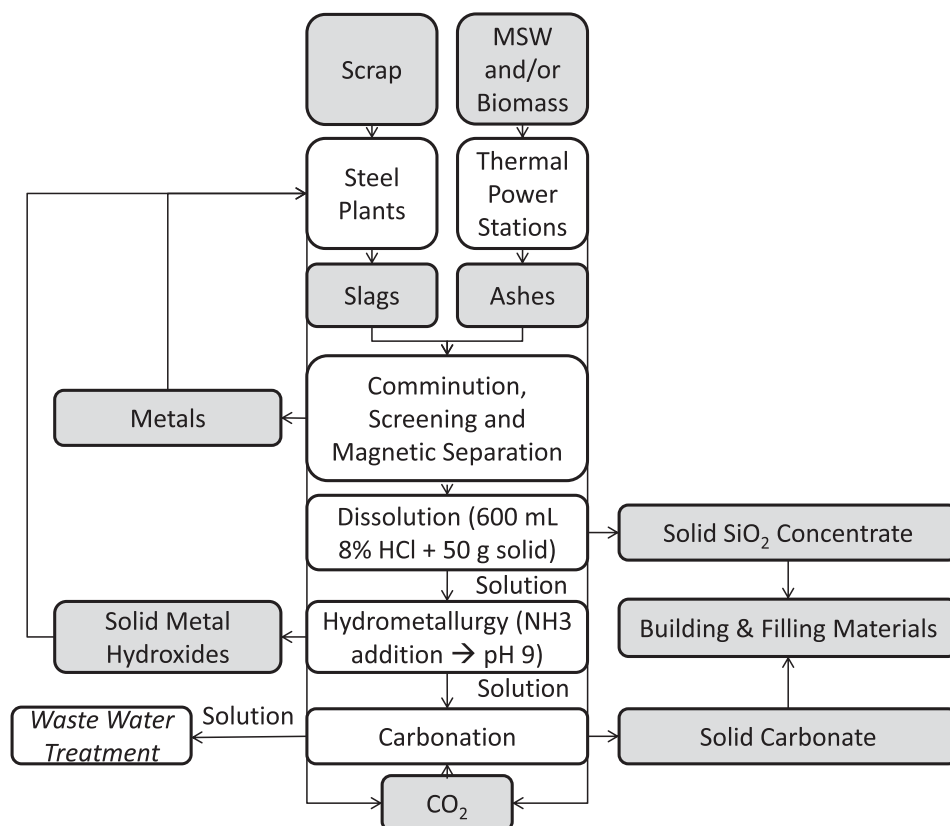 Scrap
MSW
and/or
Biomass
Steel
Plants
Thermal
Power
Stations
Slags
Ashes
Comminution,
Screening and
Magnetic Separation
Metals
Dissolution (600 mL
8% HCl + 50 g solid)
Solid SiO₂ Concentrate
Solution
Solid Metal
Hydroxides
Hydrometallurgy (NH3
addition → pH 9)
Building & Filling Materials
Solution
Waste Water
Treatment
Solution
Carbonation
Solid Carbonate
CO₂